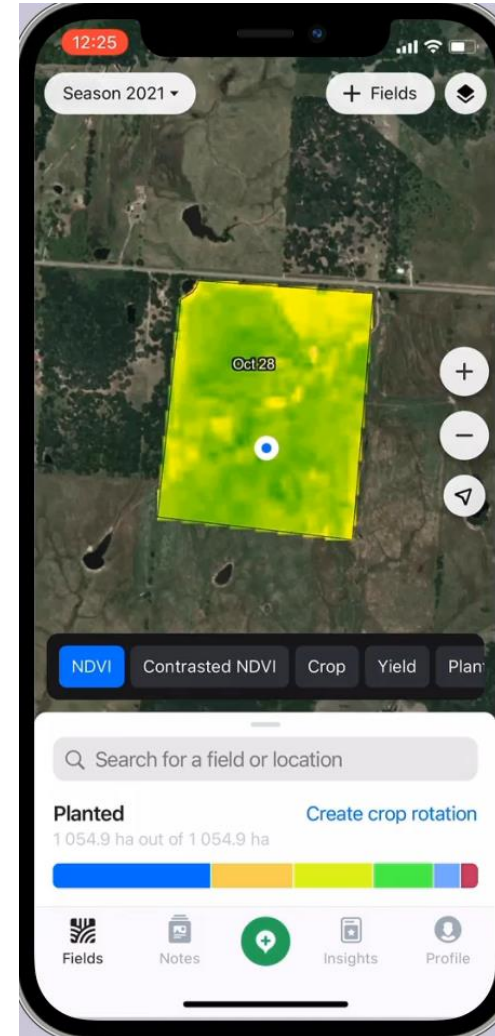 12:25
Season 2021
+ Fields
Oct 28
NDVI Contrasted NDVI Crop Yield Plan
Search for a field or location
Planted Create crop rotation
1 054.9 ha out of 1 054.9 ha
Fields Notes Insights Profile